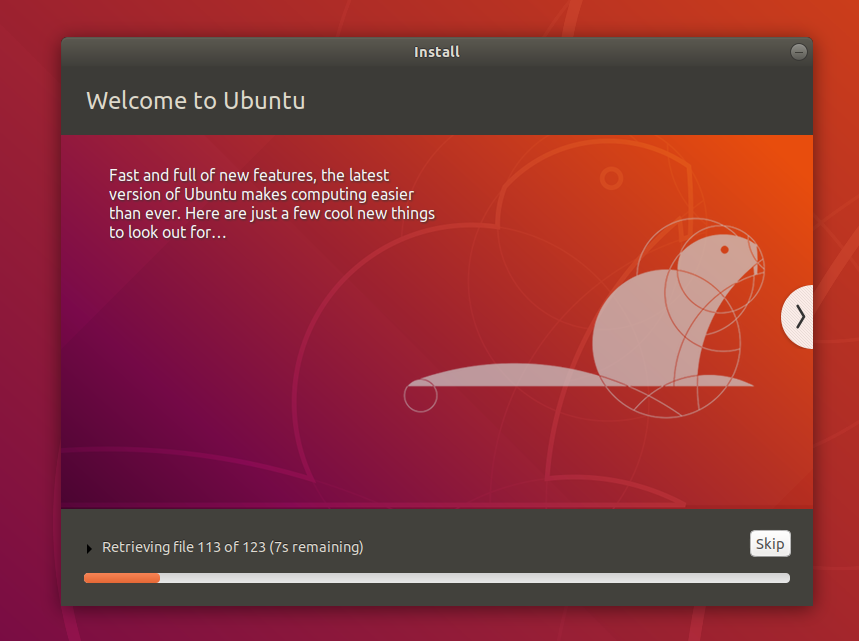 Install
Welcome to Ubuntu
Fast and full of new features, the latest
version of Ubuntu makes computing easier
than ever. Here are just a few cool new things
to look out for…
Retrieving file 113 of 123 (7s remaining)
Skip